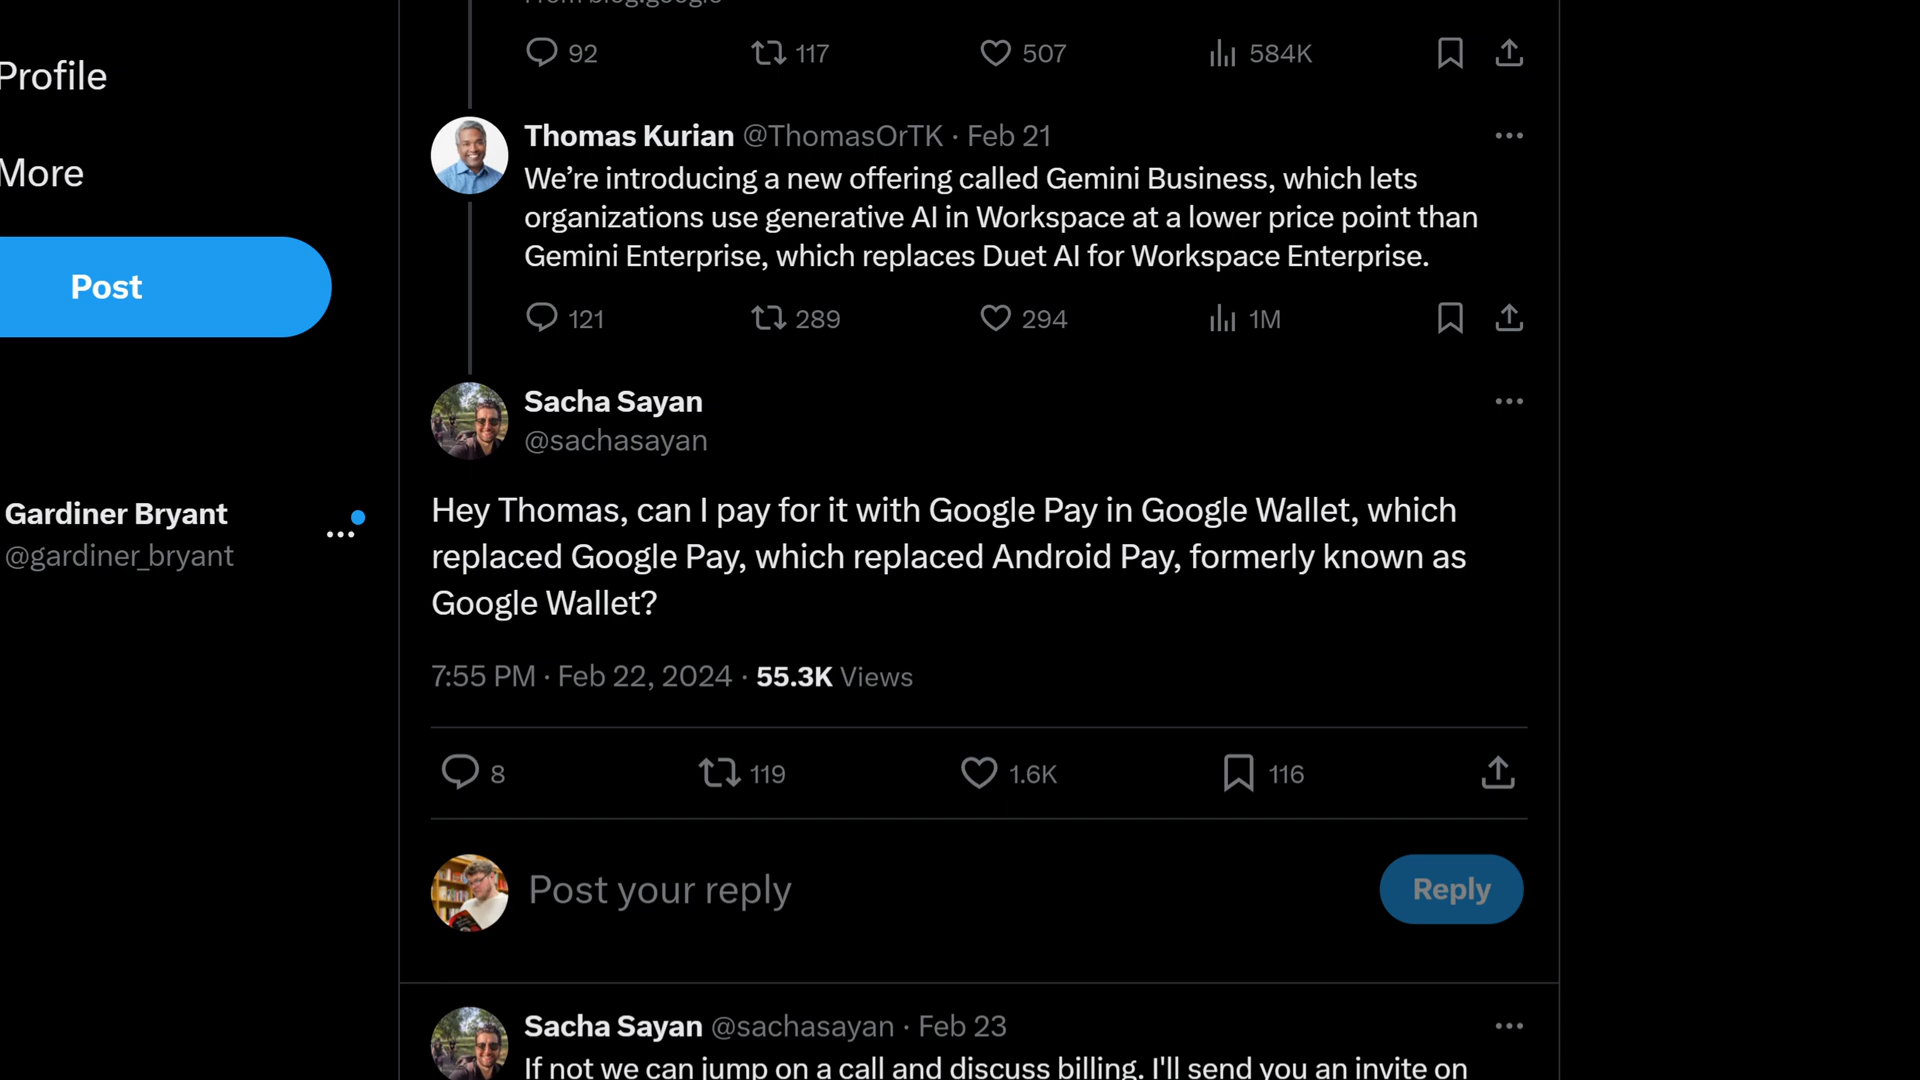 92 117 507 584K
Profile
Thomas Kurian @ThomasOrTK · Feb 21
More
We’re introducing a new offering called Gemini Business, which lets
organizations use generative AI in Workspace at a lower price point than
Gemini Enterprise, which replaces Duet AI for Workspace Enterprise.
Post
121 289 294 1M
Sacha Sayan
@sachasayan
Gardiner Bryant
@gardiner_bryant
Hey Thomas, can I pay for it with Google Pay in Google Wallet, which
replaced Google Pay, which replaced Android Pay, formerly known as
Google Wallet?
7:55 PM · Feb 22, 2024 · 55.3K Views
8 119 1.6K 116
Post your reply
Reply
Sacha Sayan @sachasayan · Feb 23
If not we can jump on a call and discuss billing. I'll send you an invite on